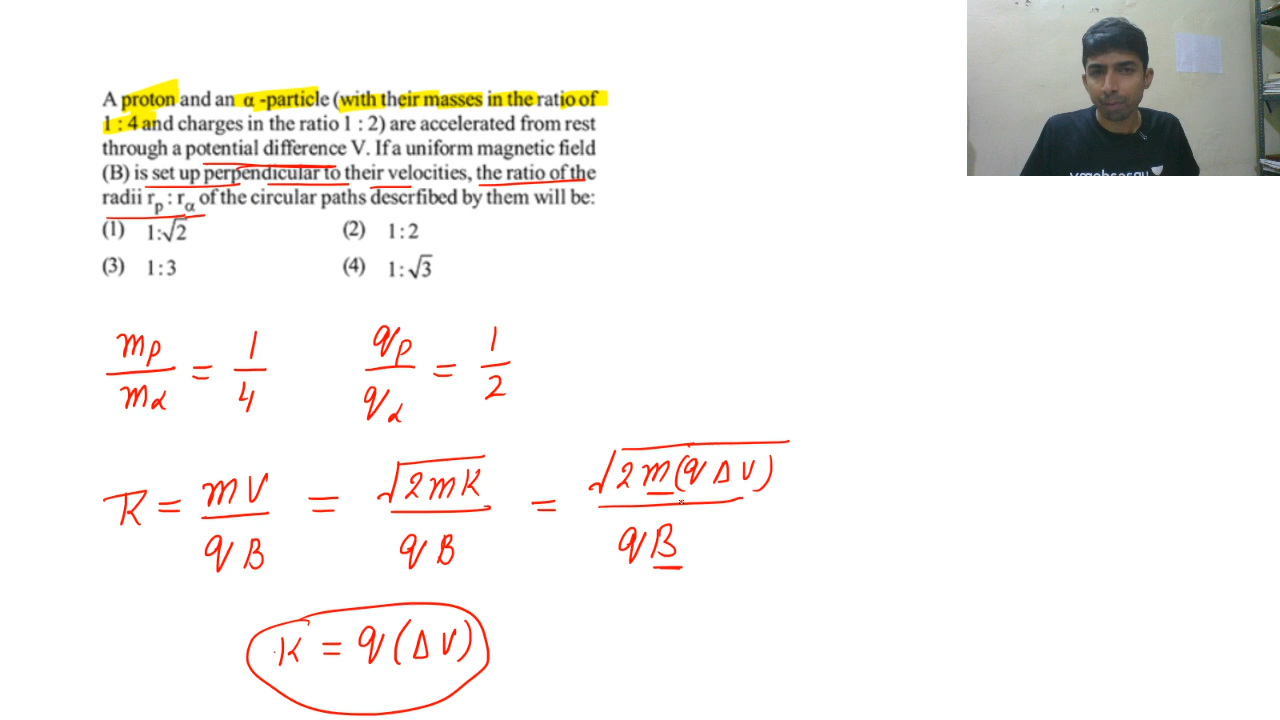 A proton and an α -particle (with their masses in the ratio of
1 : 4 and charges in the ratio 1 : 2) are accelerated from rest
through a potential difference V. If a uniform magnetic field
(B) is set up perpendicular to their velocities, the ratio of the
radii r_p : r_α of the circular paths descrfibed by them will be:
(1) 1:√2 (2) 1 : 2
(3) 1 : 3 (4) 1 : √3
m_p/m_α = 1/4 q_p/q_α = 1/2
R = mV/qB = √(2mK)/qB = √(2m(qΔV))/qB
K = q(ΔV)